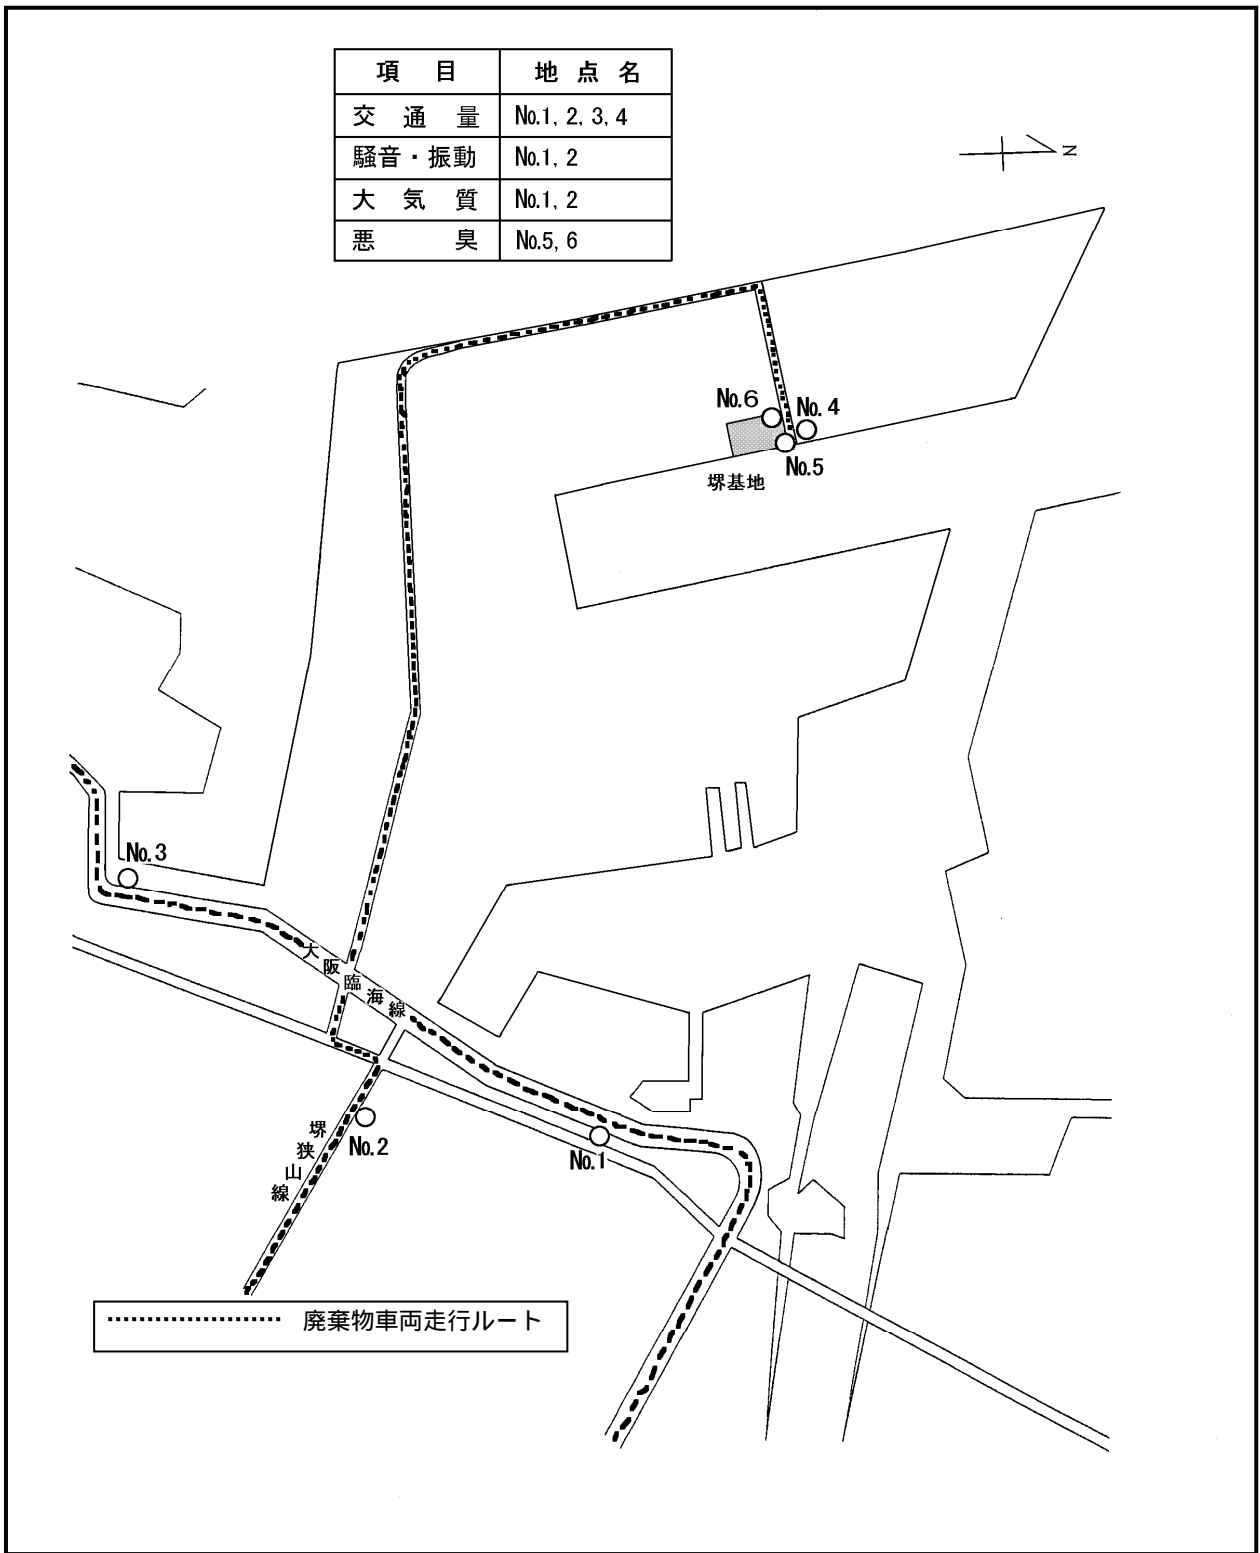 項 目 地 点 名
交 通 量 No.1, 2, 3, 4
騒音・振動 No.1, 2
大 気 質 No.1, 2
悪 臭 No.5, 6
N
No.6
No.4
No.5
堺基地
No.3
大阪臨海線
No.2
No.1
堺狭山線
廃棄物車両走行ルート